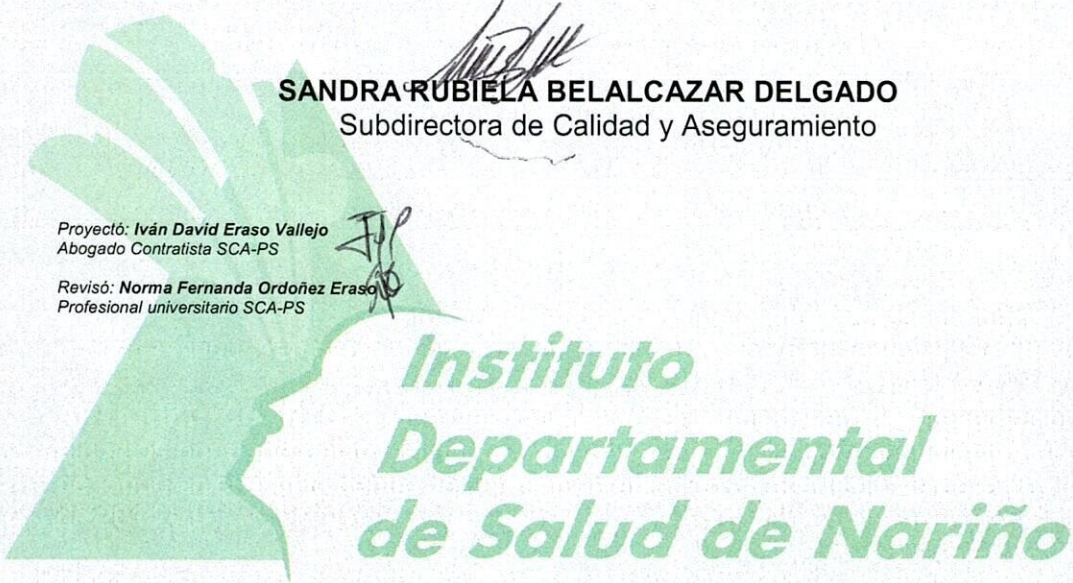 SANDRA RUBIELA BELALCAZAR DELGADO
Subdirectora de Calidad y Aseguramiento
Proyectó: Iván David Eraso Vallejo
Abogado Contratista SCA-PS
Revisó: Norma Fernanda Ordoñez Eraso
Profesional universitario SCA-PS
Instituto
Departamental
de Salud de Nariño